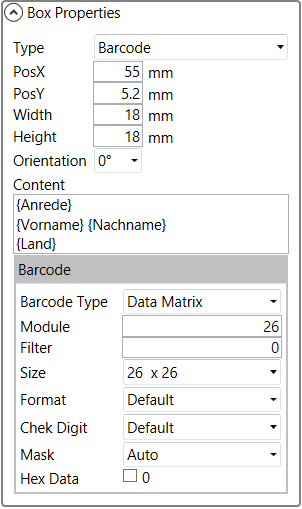 Box Properties
Type Barcode
PosX 55 mm
PosY 5.2 mm
Width 18 mm
Height 18 mm
Orientation 0°
Content
{Anrede}
{Vorname} {Nachname}
{Land}
Barcode
Barcode Type Data Matrix
Module 26
Filter 0
Size 26 x 26
Format Default
Chek Digit Default
Mask Auto
Hex Data 0